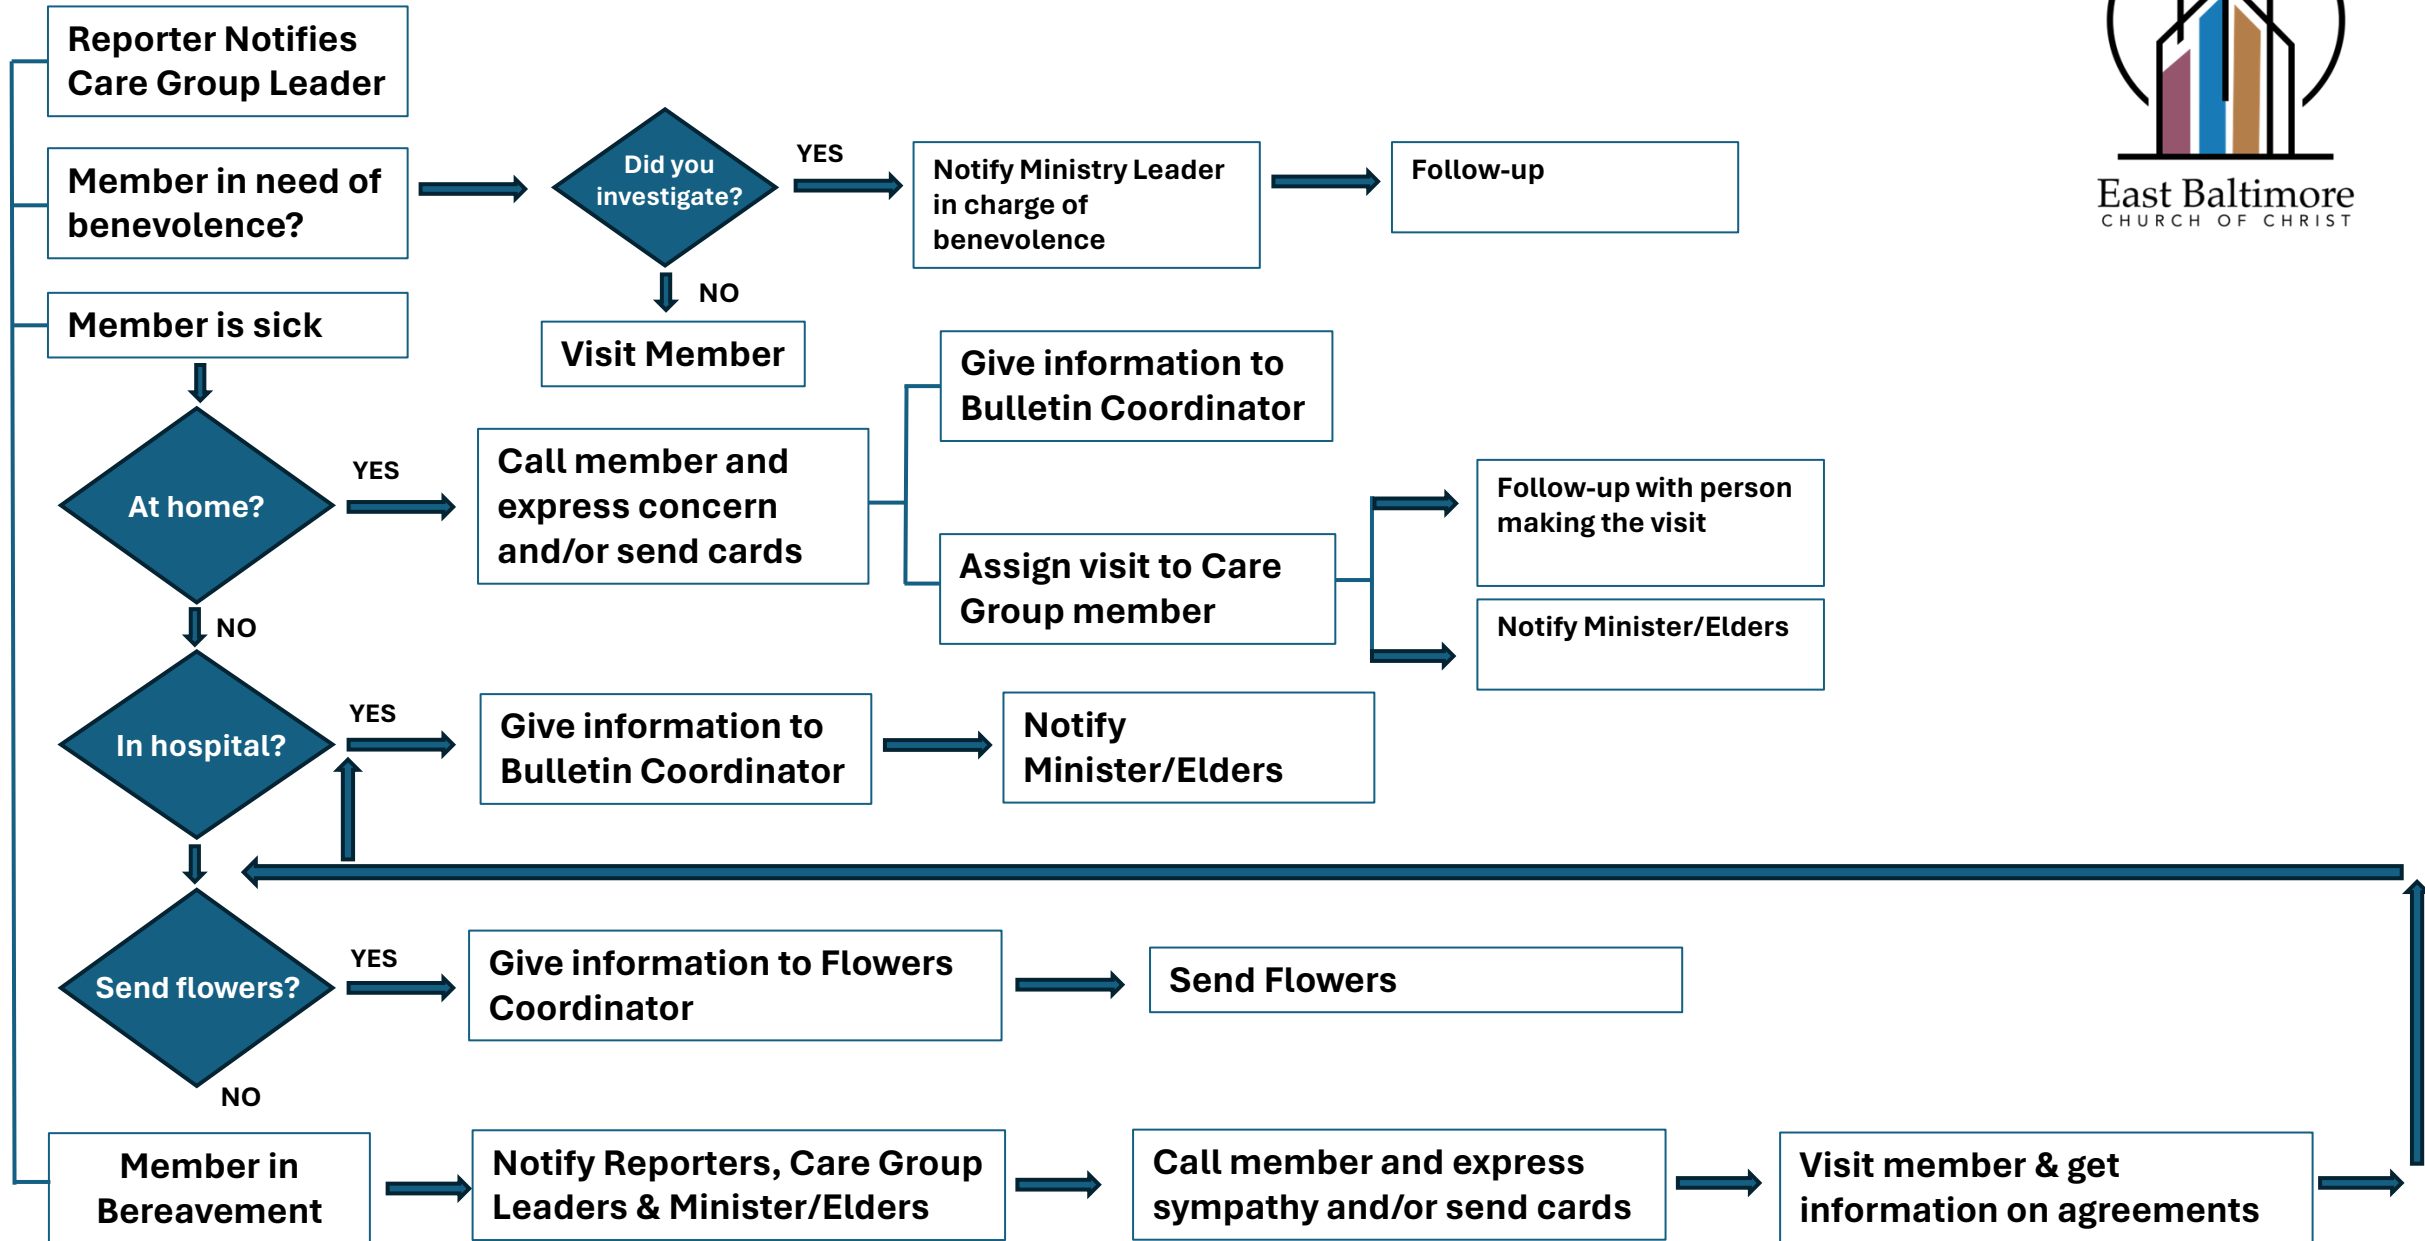 Reporter Notifies
Care Group Leader
East Baltimore
CHURCH OF CHRIST
Member in need of
benevolence?
Did you
investigate?
YES
Notify Ministry Leader
in charge of
benevolence
Follow-up
NO
Visit Member
Member is sick
At home?
YES
Call member and
express concern
and/or send cards
Give information to
Bulletin Coordinator
Assign visit to Care
Group member
Follow-up with person
making the visit
Notify Minister/Elders
NO
In hospital?
YES
Give information to
Bulletin Coordinator
Notify
Minister/Elders
Send flowers?
YES
Give information to Flowers
Coordinator
Send Flowers
NO
Member in
Bereavement
Notify Reporters, Care Group
Leaders & Minister/Elders
Call member and express
sympathy and/or send cards
Visit member & get
information on agreements